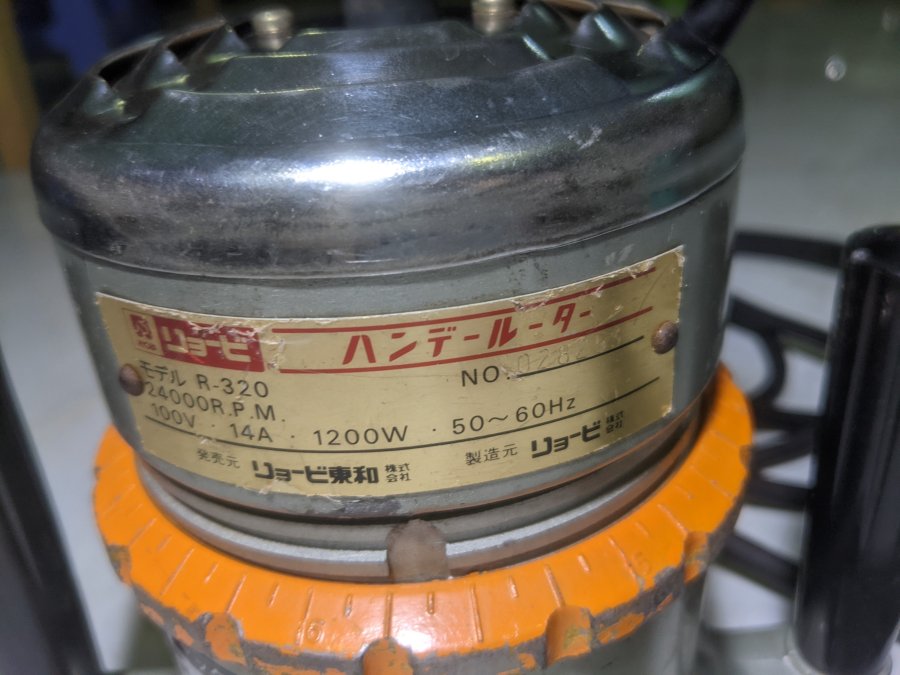 リョービ
ハンデールーター
モデル R-320
NO.
24000R.P.M.
100V · 14A · 1200W · 50〜60Hz
発売元 リョービ東和 株式会社
製造元 リョービ 株式会社
16